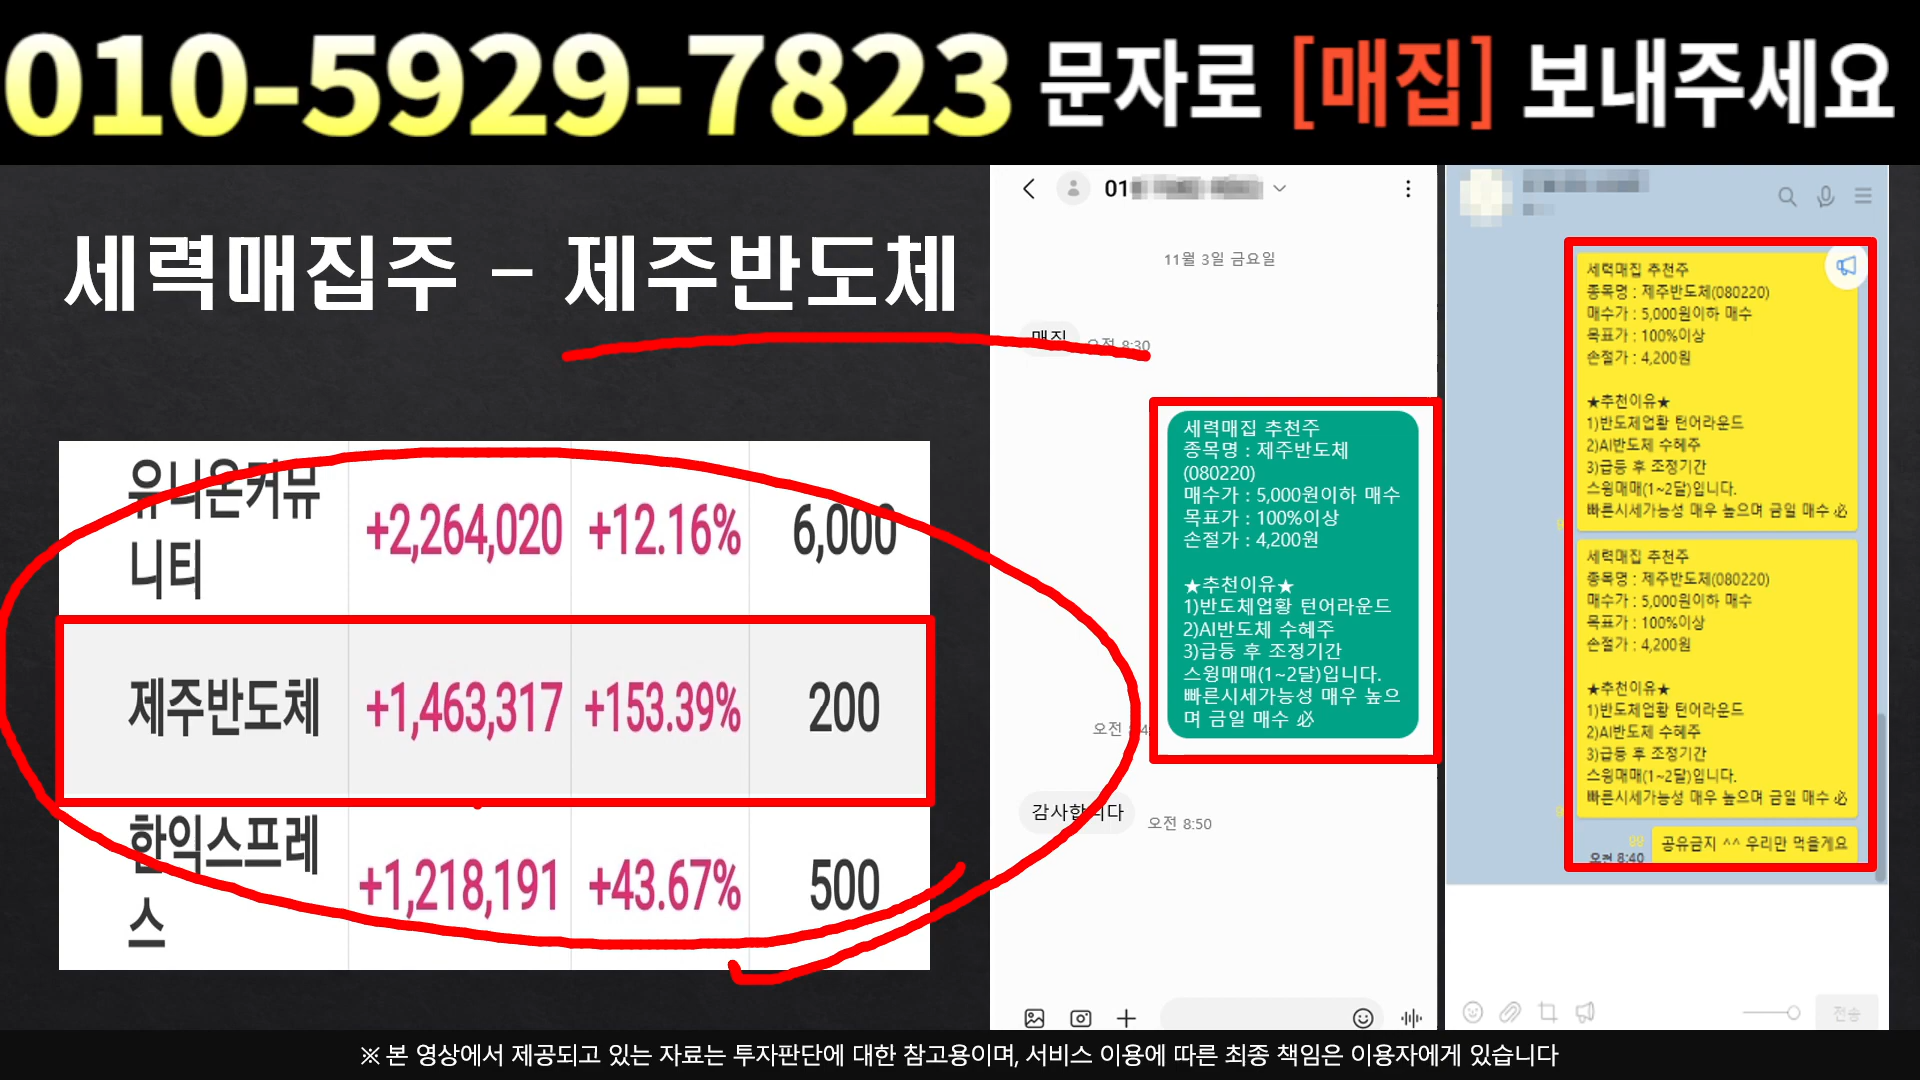 010-5929-7823 문자로 [매집] 보내주세요
세력매집주 - 제주반도체
유니온커뮤
니티
+2,264,020 +12.16% 6,000
제주반도체 +1,463,317 +153.39% 200
한익스프레
스
+1,218,191 +43.67% 500
01
11월 3일 금요일
매집
오전 8:30
세력매집 추천주
종목명 : 제주반도체
(080220)
매수가 : 5,000원이하 매수
목표가 : 100%이상
손절가 : 4,200원
★추천이유★
1)반도체업황 턴어라운드
2)AI반도체 수혜주
3)급등 후 조정기간
스윙매매(1~2달)입니다.
빠른시세가능성 매우 높으
며 금일 매수 必
오전
감사합니다
오전 8:50
세력매집 추천주
종목명 : 제주반도체(080220)
매수가 : 5,000원이하 매수
목표가 : 100%이상
손절가 : 4,200원
★추천이유★
1)반도체업황 턴어라운드
2)AI반도체 수혜주
3)급등 후 조정기간
스윙매매(1~2달)입니다.
빠른시세가능성 매우 높으며 금일 매수 必
세력매집 추천주
종목명 : 제주반도체(080220)
매수가 : 5,000원이하 매수
목표가 : 100%이상
손절가 : 4,200원
★추천이유★
1)반도체업황 턴어라운드
2)AI반도체 수혜주
3)급등 후 조정기간
스윙매매(1~2달)입니다.
빠른시세가능성 매우 높으며 금일 매수 必
오전 8:40
공유금지 ^^ 우리만 먹을게요
전송
※ 본 영상에서 제공되고 있는 자료는 투자판단에 대한 참고용이며, 서비스 이용에 따른 최종 책임은 이용자에게 있습니다